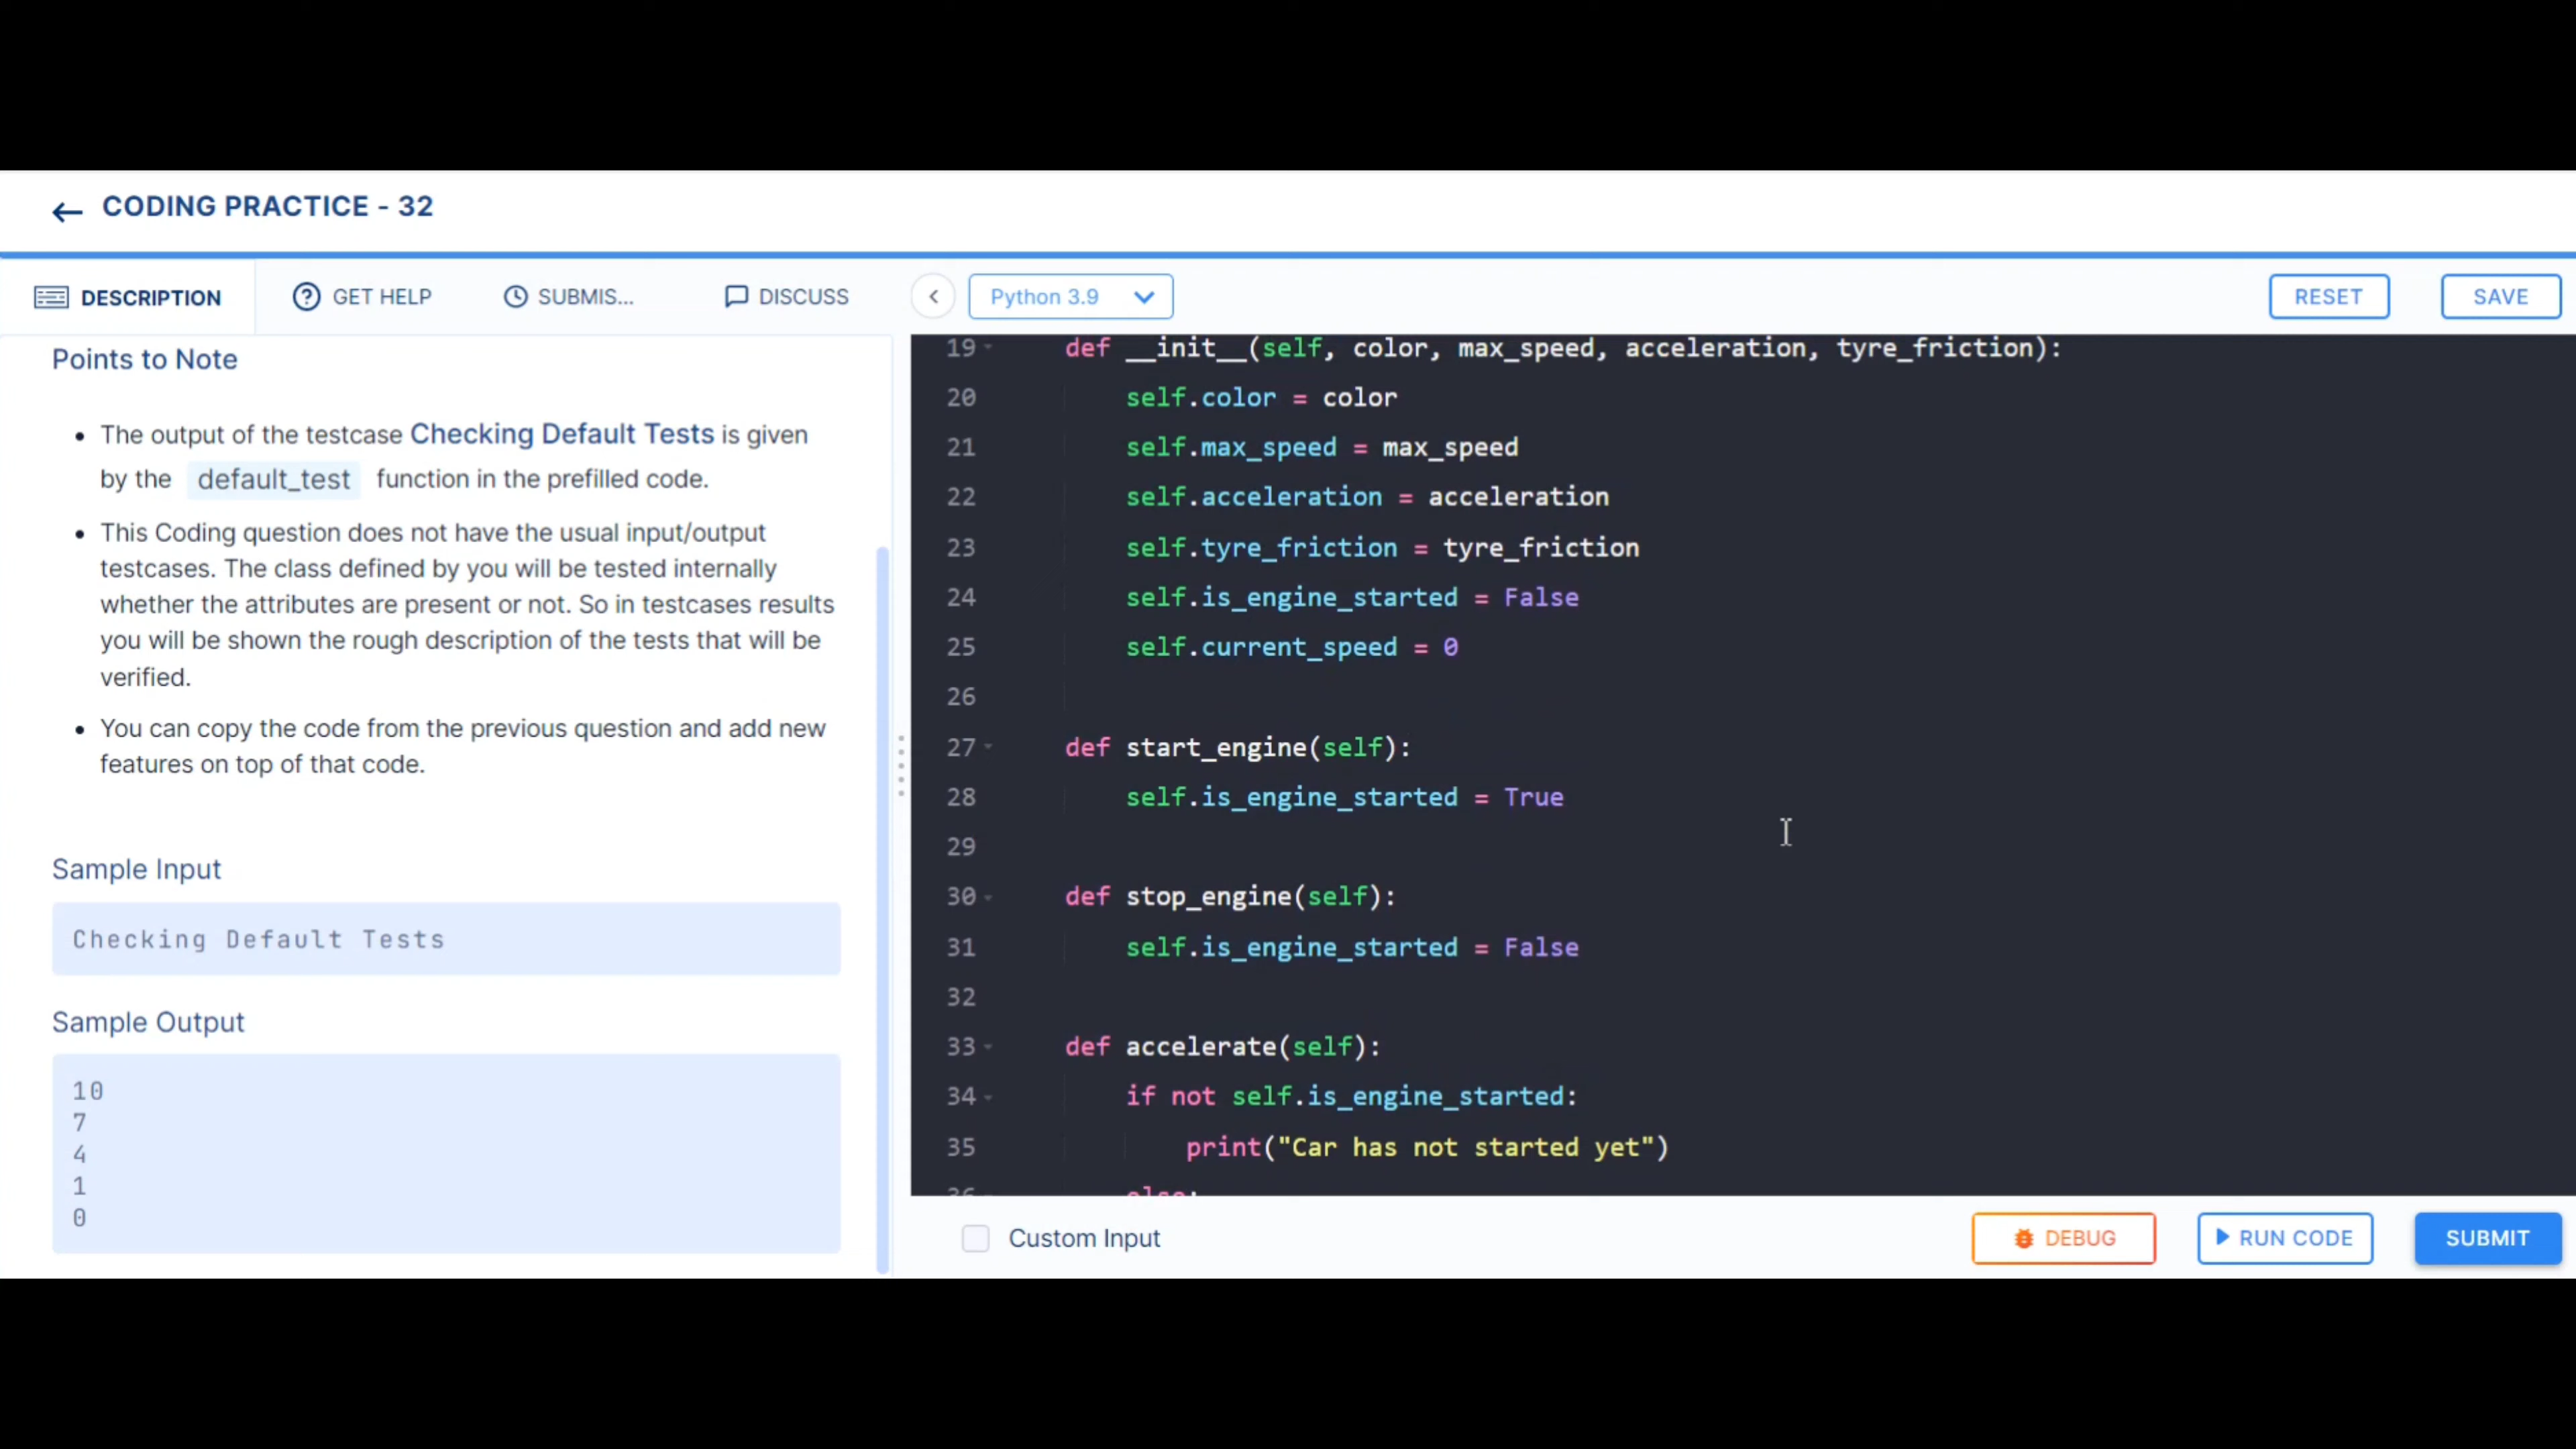 CODING PRACTICE - 32
DESCRIPTION
GET HELP
SUBMIS...
DISCUSS
Python 3.9
RESET
SAVE
Points to Note
• The output of the testcase Checking Default Tests is given
by the default_test function in the prefilled code.
• This Coding question does not have the usual input/output
testcases. The class defined by you will be tested internally
whether the attributes are present or not. So in testcases results
you will be shown the rough description of the tests that will be
verified.
• You can copy the code from the previous question and add new
features on top of that code.
Sample Input
Checking Default Tests
Sample Output
10
7
4
1
0
19 def __init__(self, color, max_speed, acceleration, tyre_friction):
20 self.color = color
21 self.max_speed = max_speed
22 self.acceleration = acceleration
23 self.tyre_friction = tyre_friction
24 self.is_engine_started = False
25 self.current_speed = 0
26
27 def start_engine(self):
28 self.is_engine_started = True
29
30 def stop_engine(self):
31 self.is_engine_started = False
32
33 def accelerate(self):
34 if not self.is_engine_started:
35 print("Car has not started yet")
36 else:
Custom Input
DEBUG
RUN CODE
SUBMIT